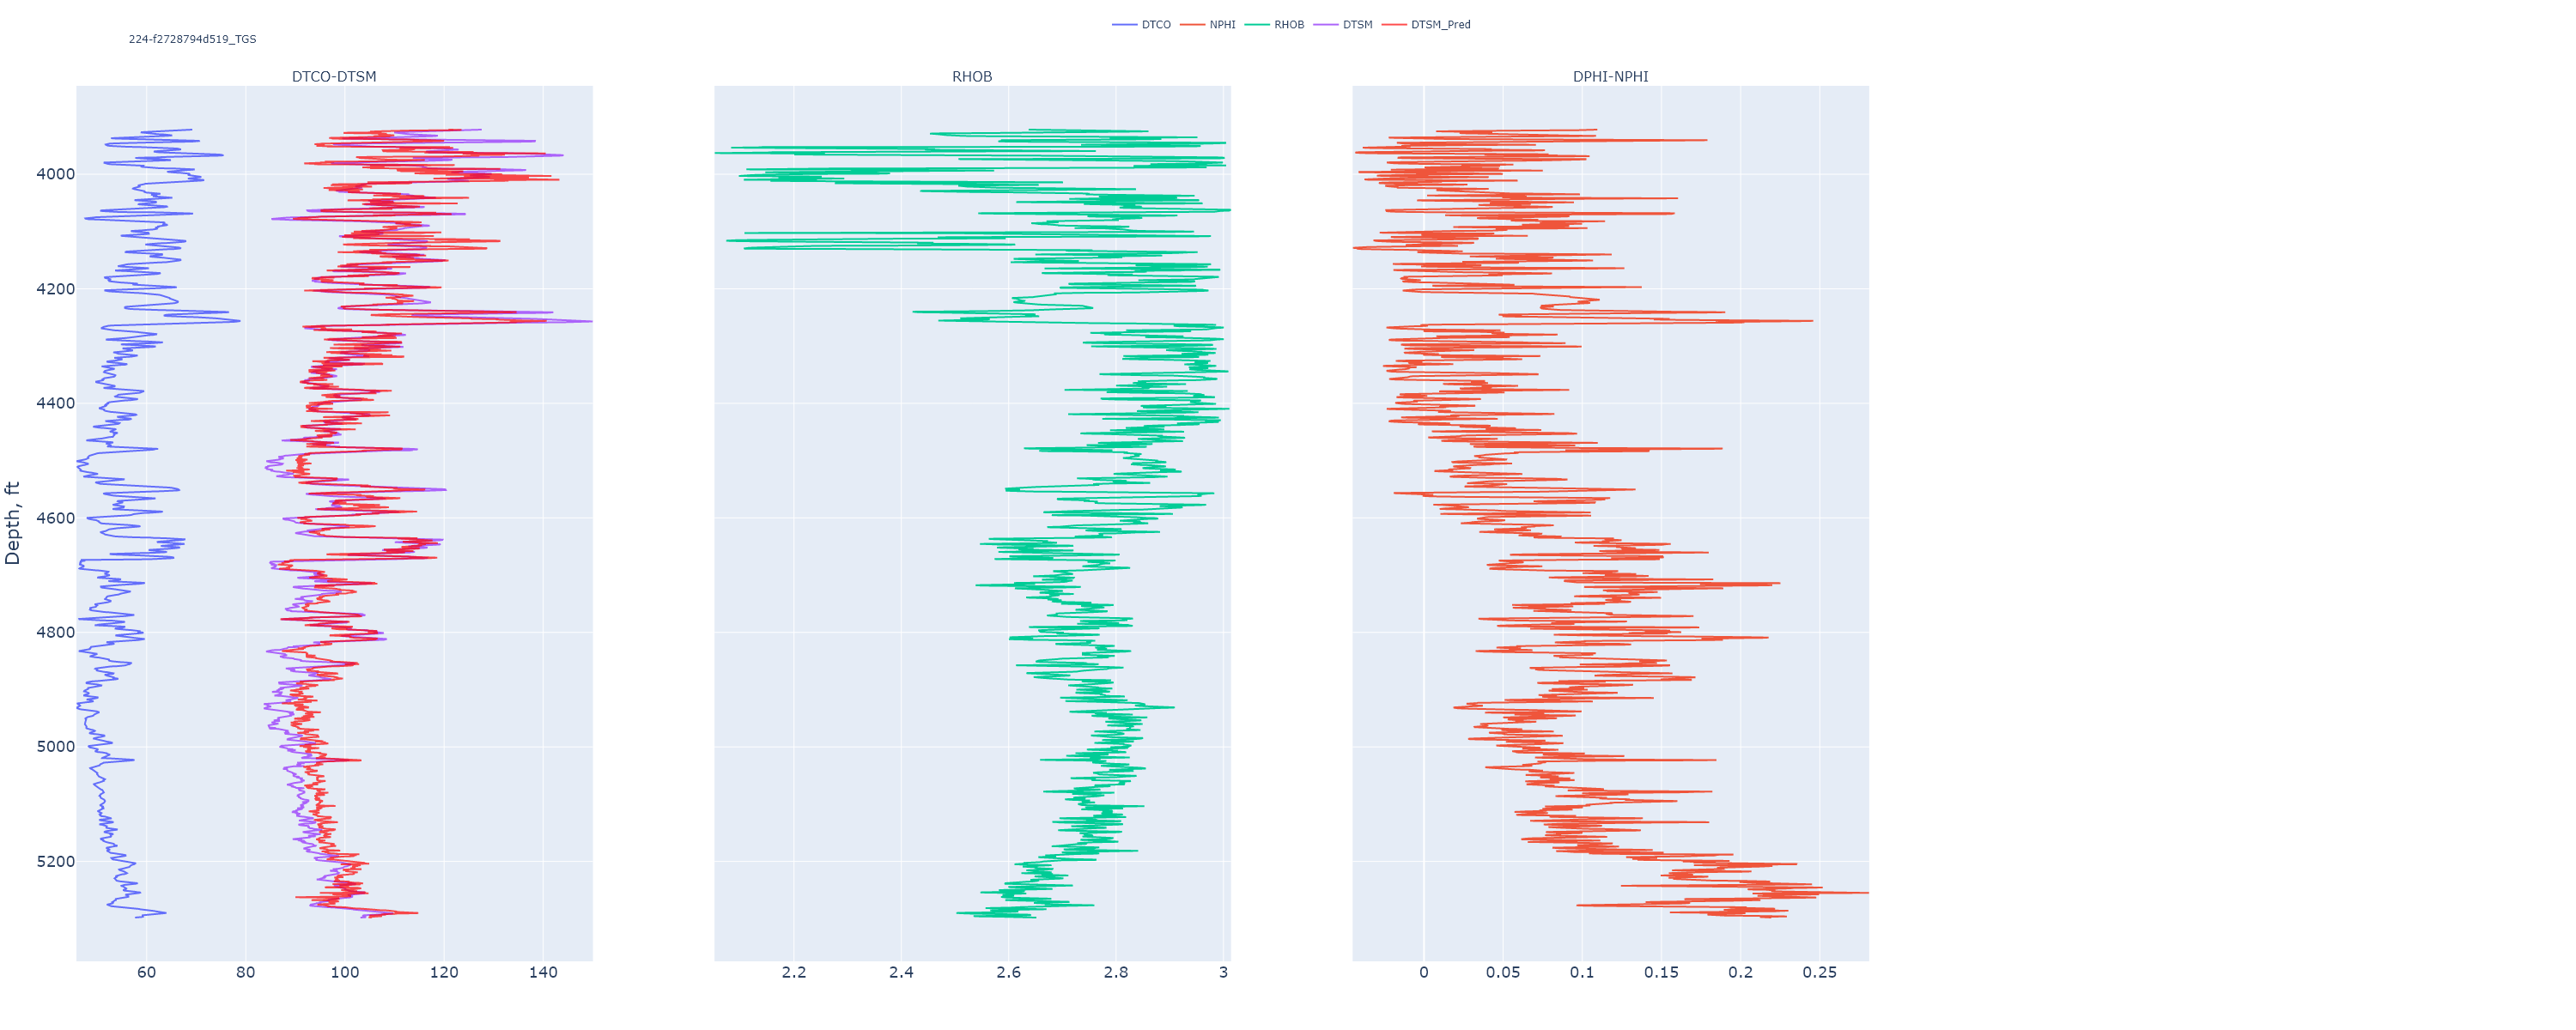 DTCO NPHI RHOB DTSM DTSM_Pred
224-f2728794d519_TGS
DTCO-DTSM RHOB DPHI-NPHI
Depth, ft
4000
4200
4400
4600
4800
5000
5200
60 80 100 120 140
2.2 2.4 2.6 2.8 3
0 0.05 0.1 0.15 0.2 0.25